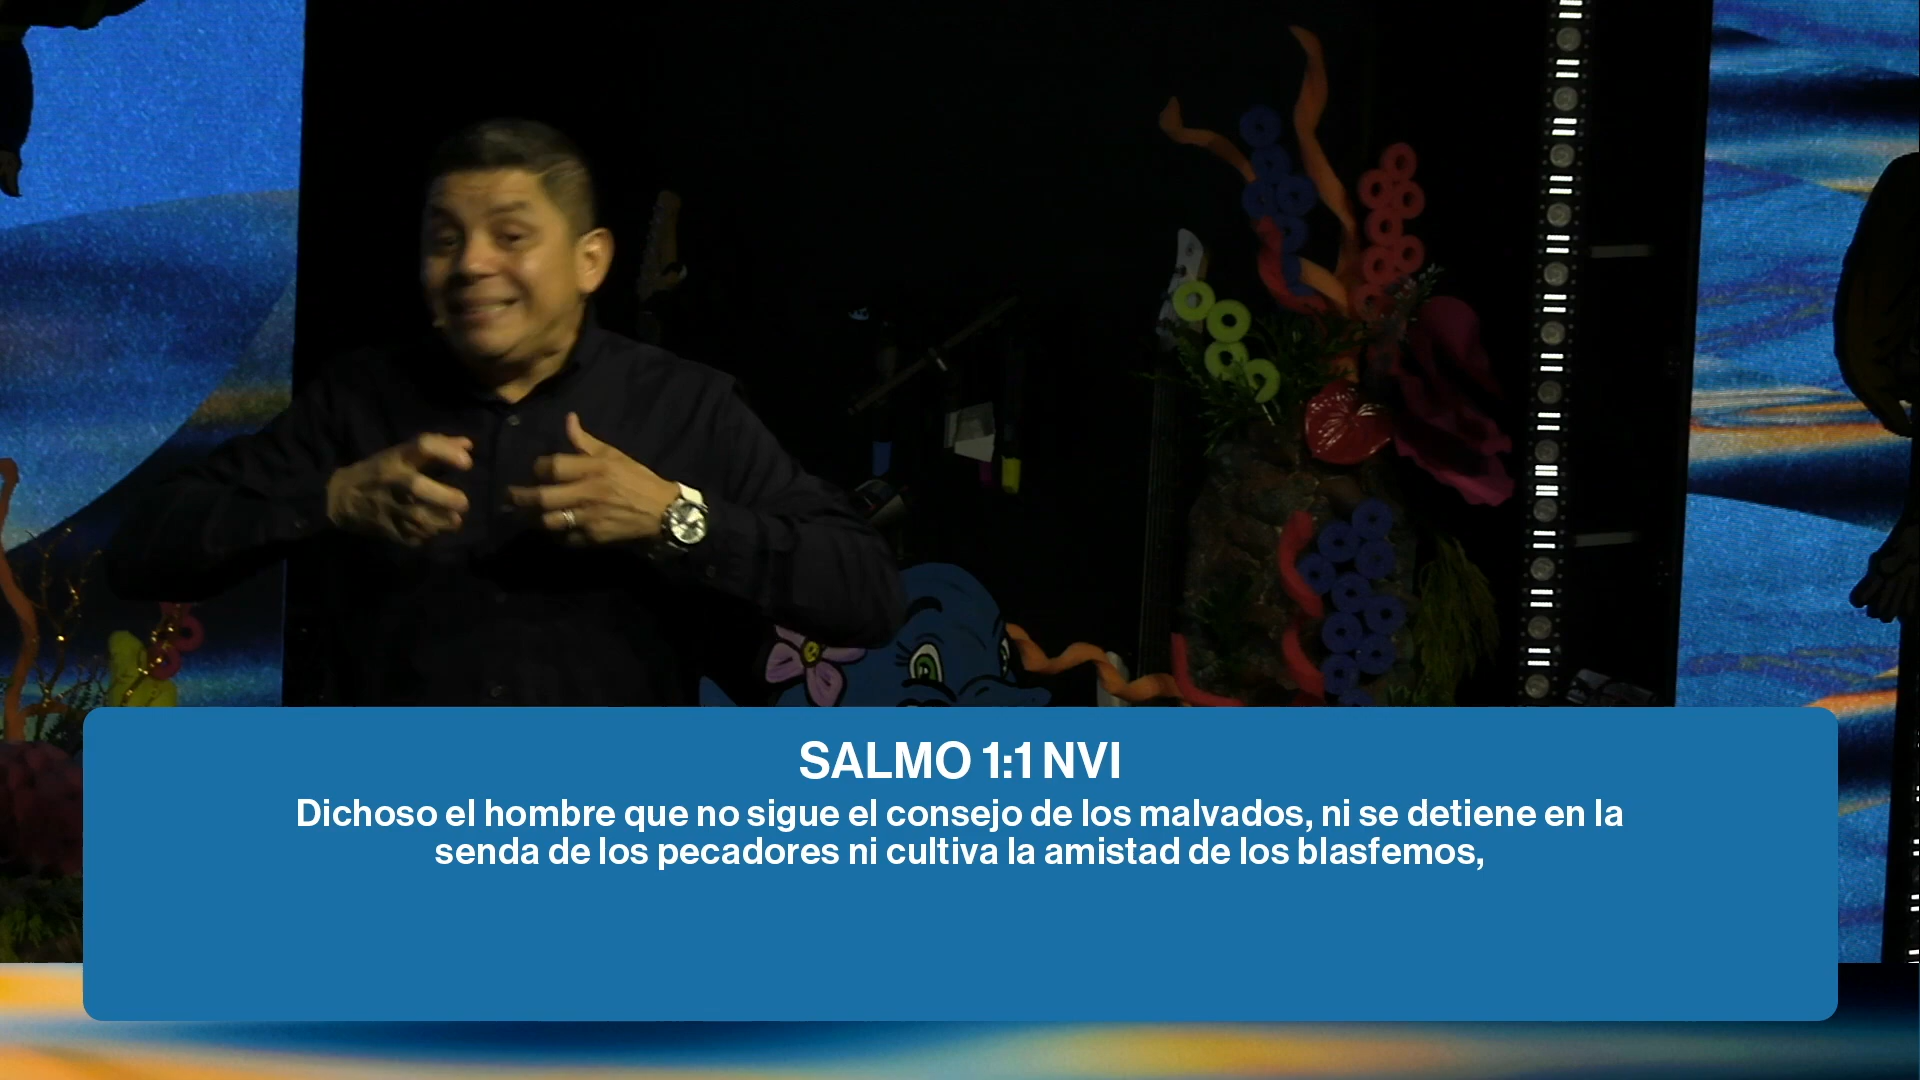 SALMO 1:1 NVI
Dichoso el hombre que no sigue el consejo de los malvados, ni se detiene en la
senda de los pecadores ni cultiva la amistad de los blasfemos,